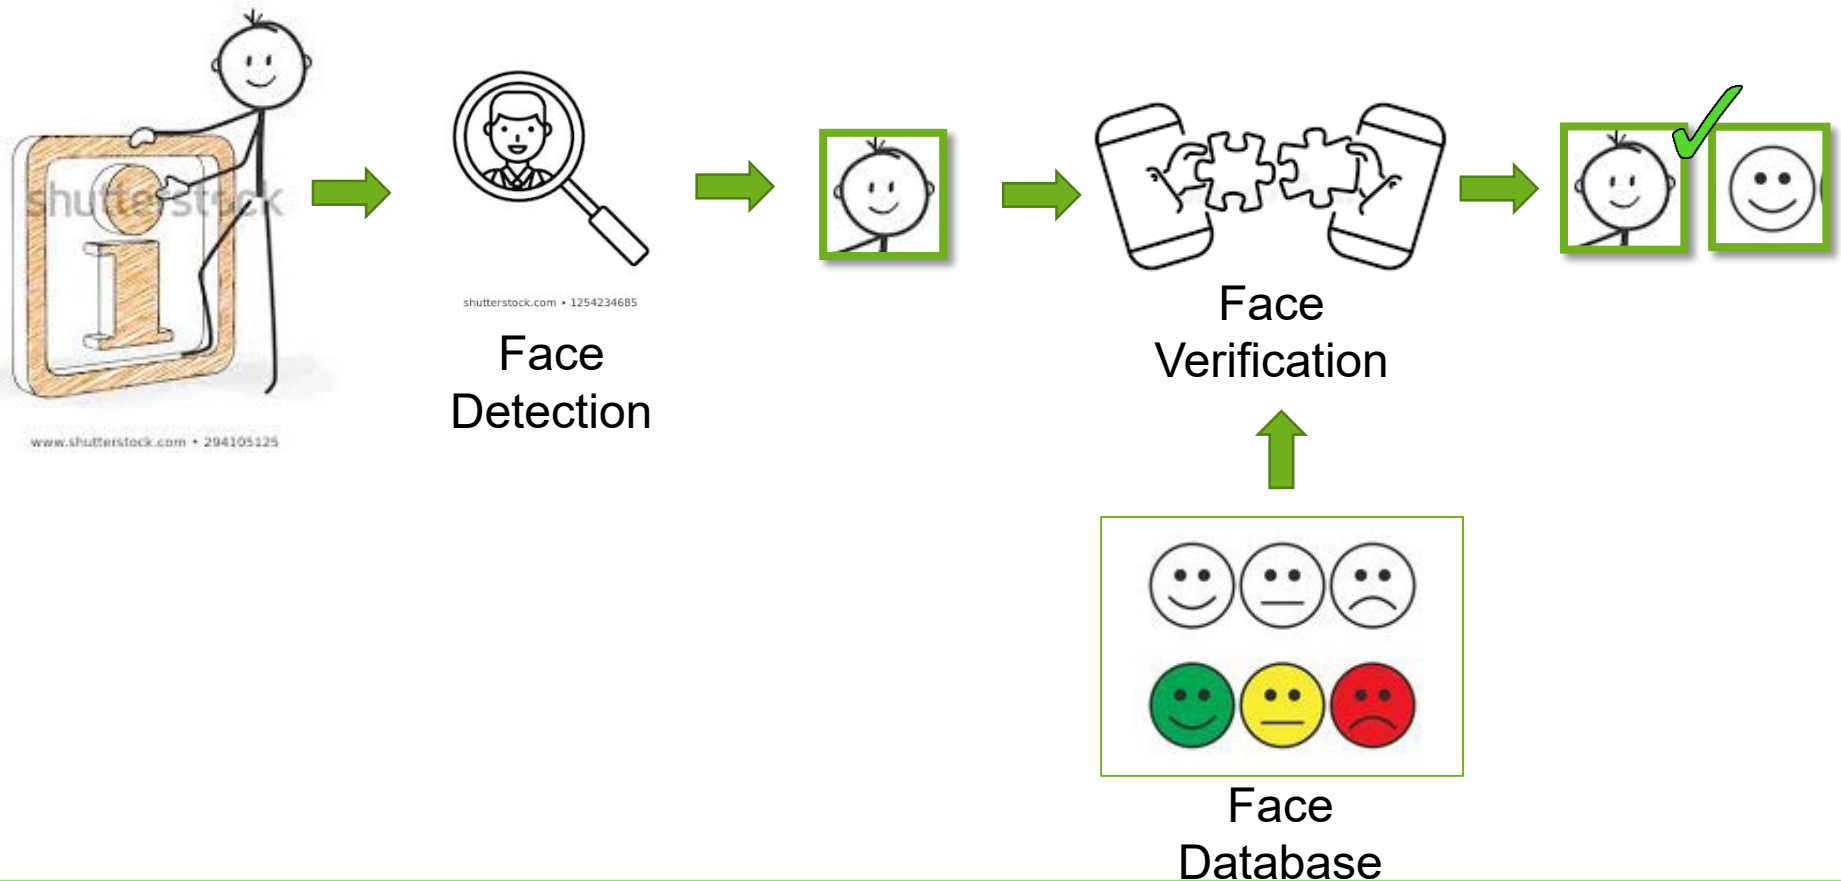 shutterstock
www.shutterstock.com • 294105125
shutterstock.com • 1254234685
Face
Detection
Face
Verification
Face
Database